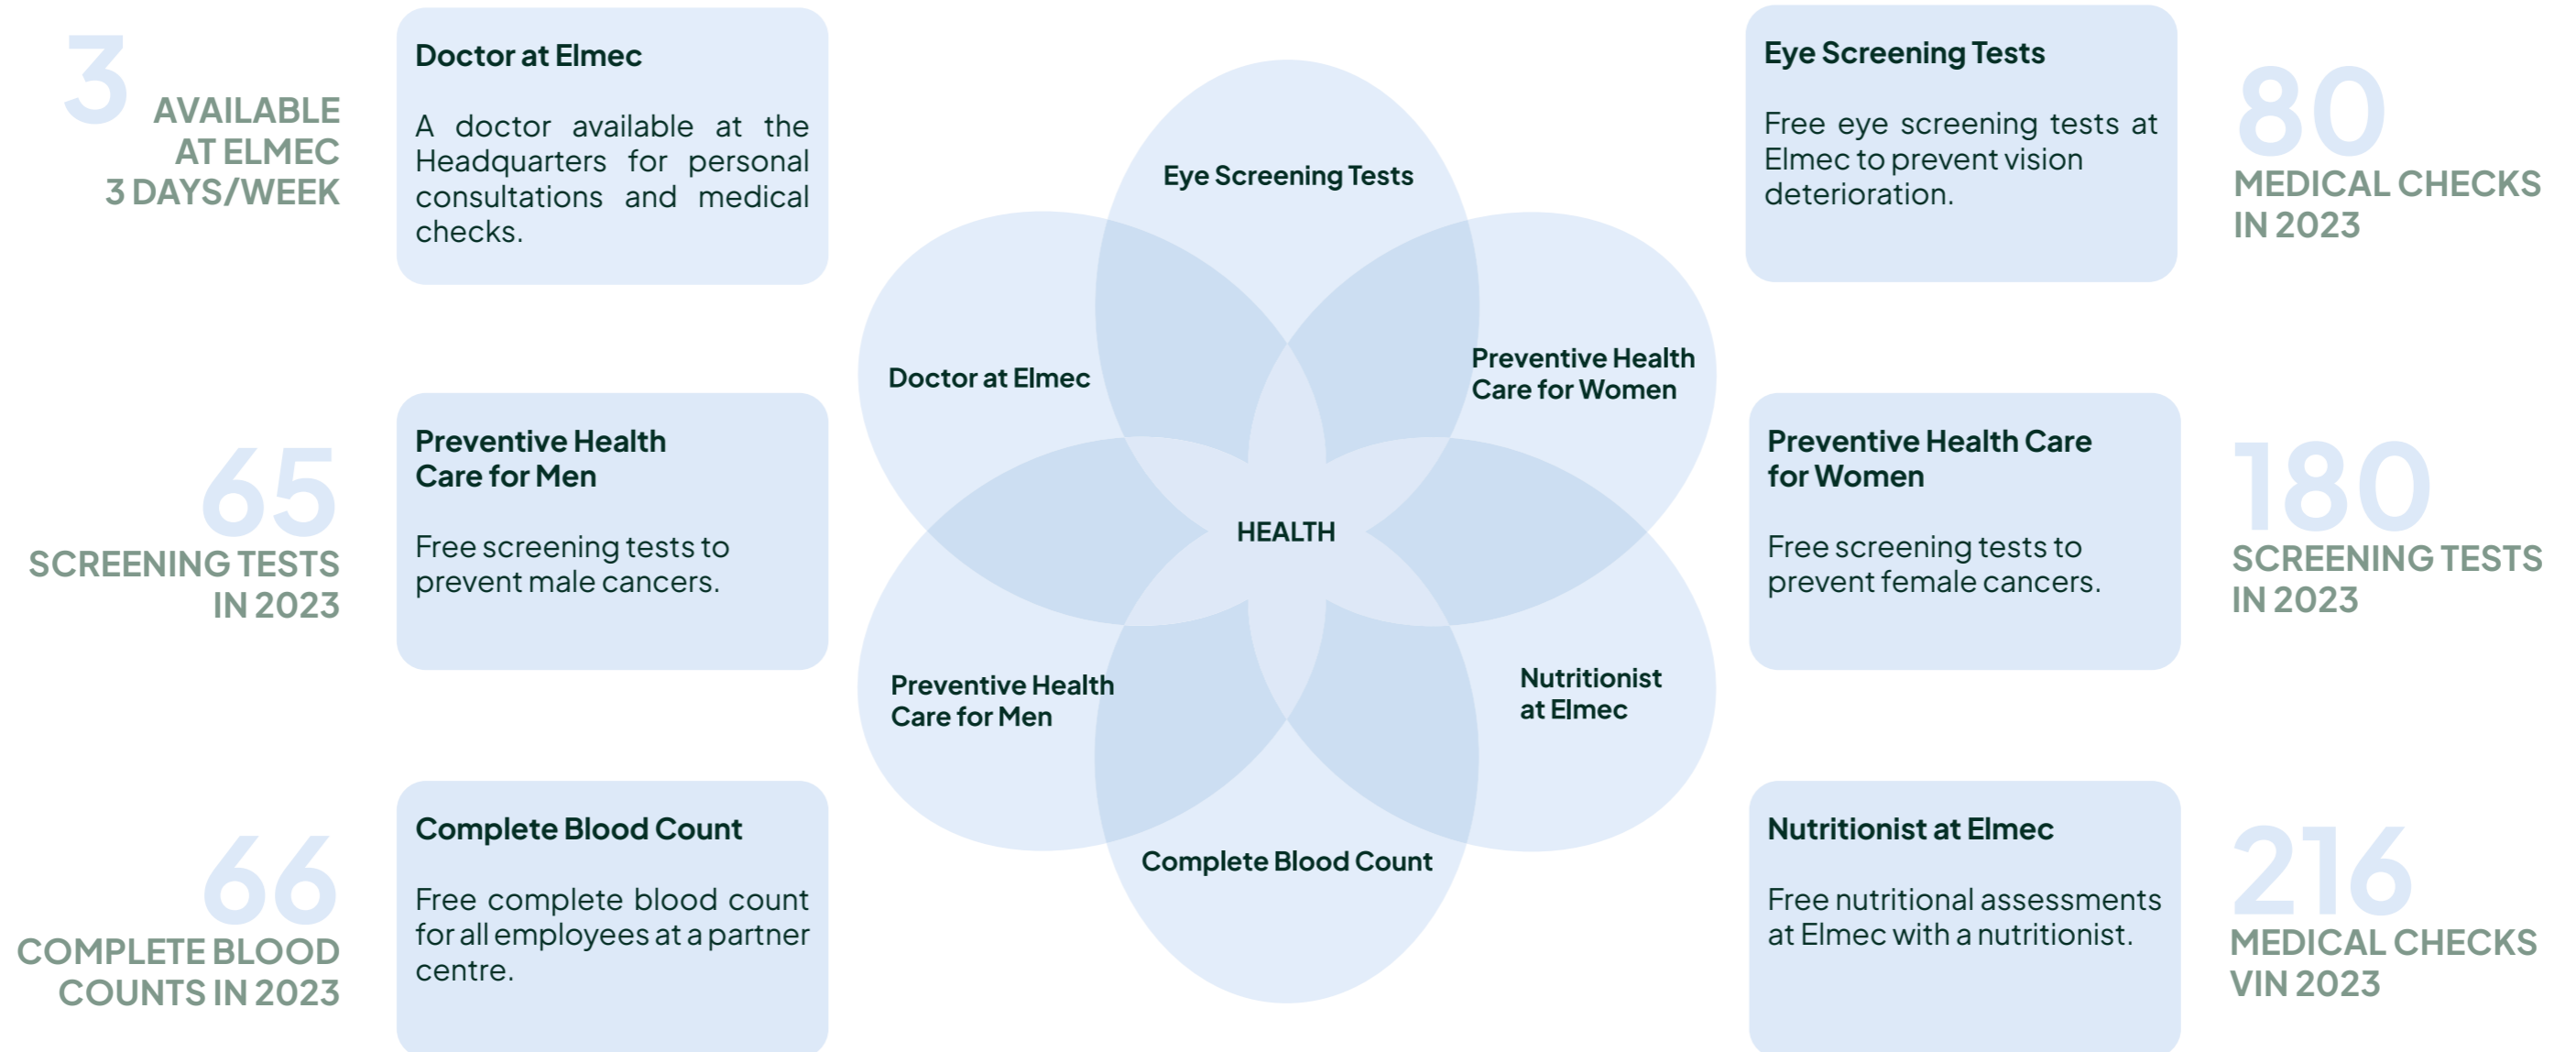 3
AVAILABLE
AT ELMEC
3 DAYS/WEEK
Doctor at Elmec
A doctor available at the
Headquarters for personal
consultations and medical
checks.
65
SCREENING TESTS
IN 2023
Preventive Health
Care for Men
Free screening tests to
prevent male cancers.
66
COMPLETE BLOOD
COUNTS IN 2023
Complete Blood Count
Free complete blood count
for all employees at a partner
centre.
Eye Screening Tests
Doctor at Elmec
Preventive Health
Care for Women
HEALTH
Preventive Health
Care for Men
Nutritionist
at Elmec
Complete Blood Count
Eye Screening Tests
Free eye screening tests at
Elmec to prevent vision
deterioration.
80
MEDICAL CHECKS
IN 2023
Preventive Health Care
for Women
Free screening tests to
prevent female cancers.
180
SCREENING TESTS
IN 2023
Nutritionist at Elmec
Free nutritional assessments
at Elmec with a nutritionist.
216
MEDICAL CHECKS
VIN 2023